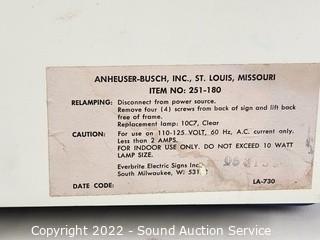 ANHEUSER-BUSCH, INC., ST. LOUIS, MISSOURI
ITEM NO: 251-180
RELAMPING: Disconnect from power source.
Remove four (4) screws from back of sign and lift back
free of frame.
Replacement lamp: 10C7, Clear
CAUTION: For use on 110-125 VOLT, 60 Hz, A.C. current only.
Less than 2 AMPS.
FOR INDOOR USE ONLY. DO NOT EXCEED 10 WATT
LAMP SIZE.
Everbrite Electric Signs Inc.
South Milwaukee, W
DATE CODE: LA-730
Copyright 2022 - Sound Auction Service